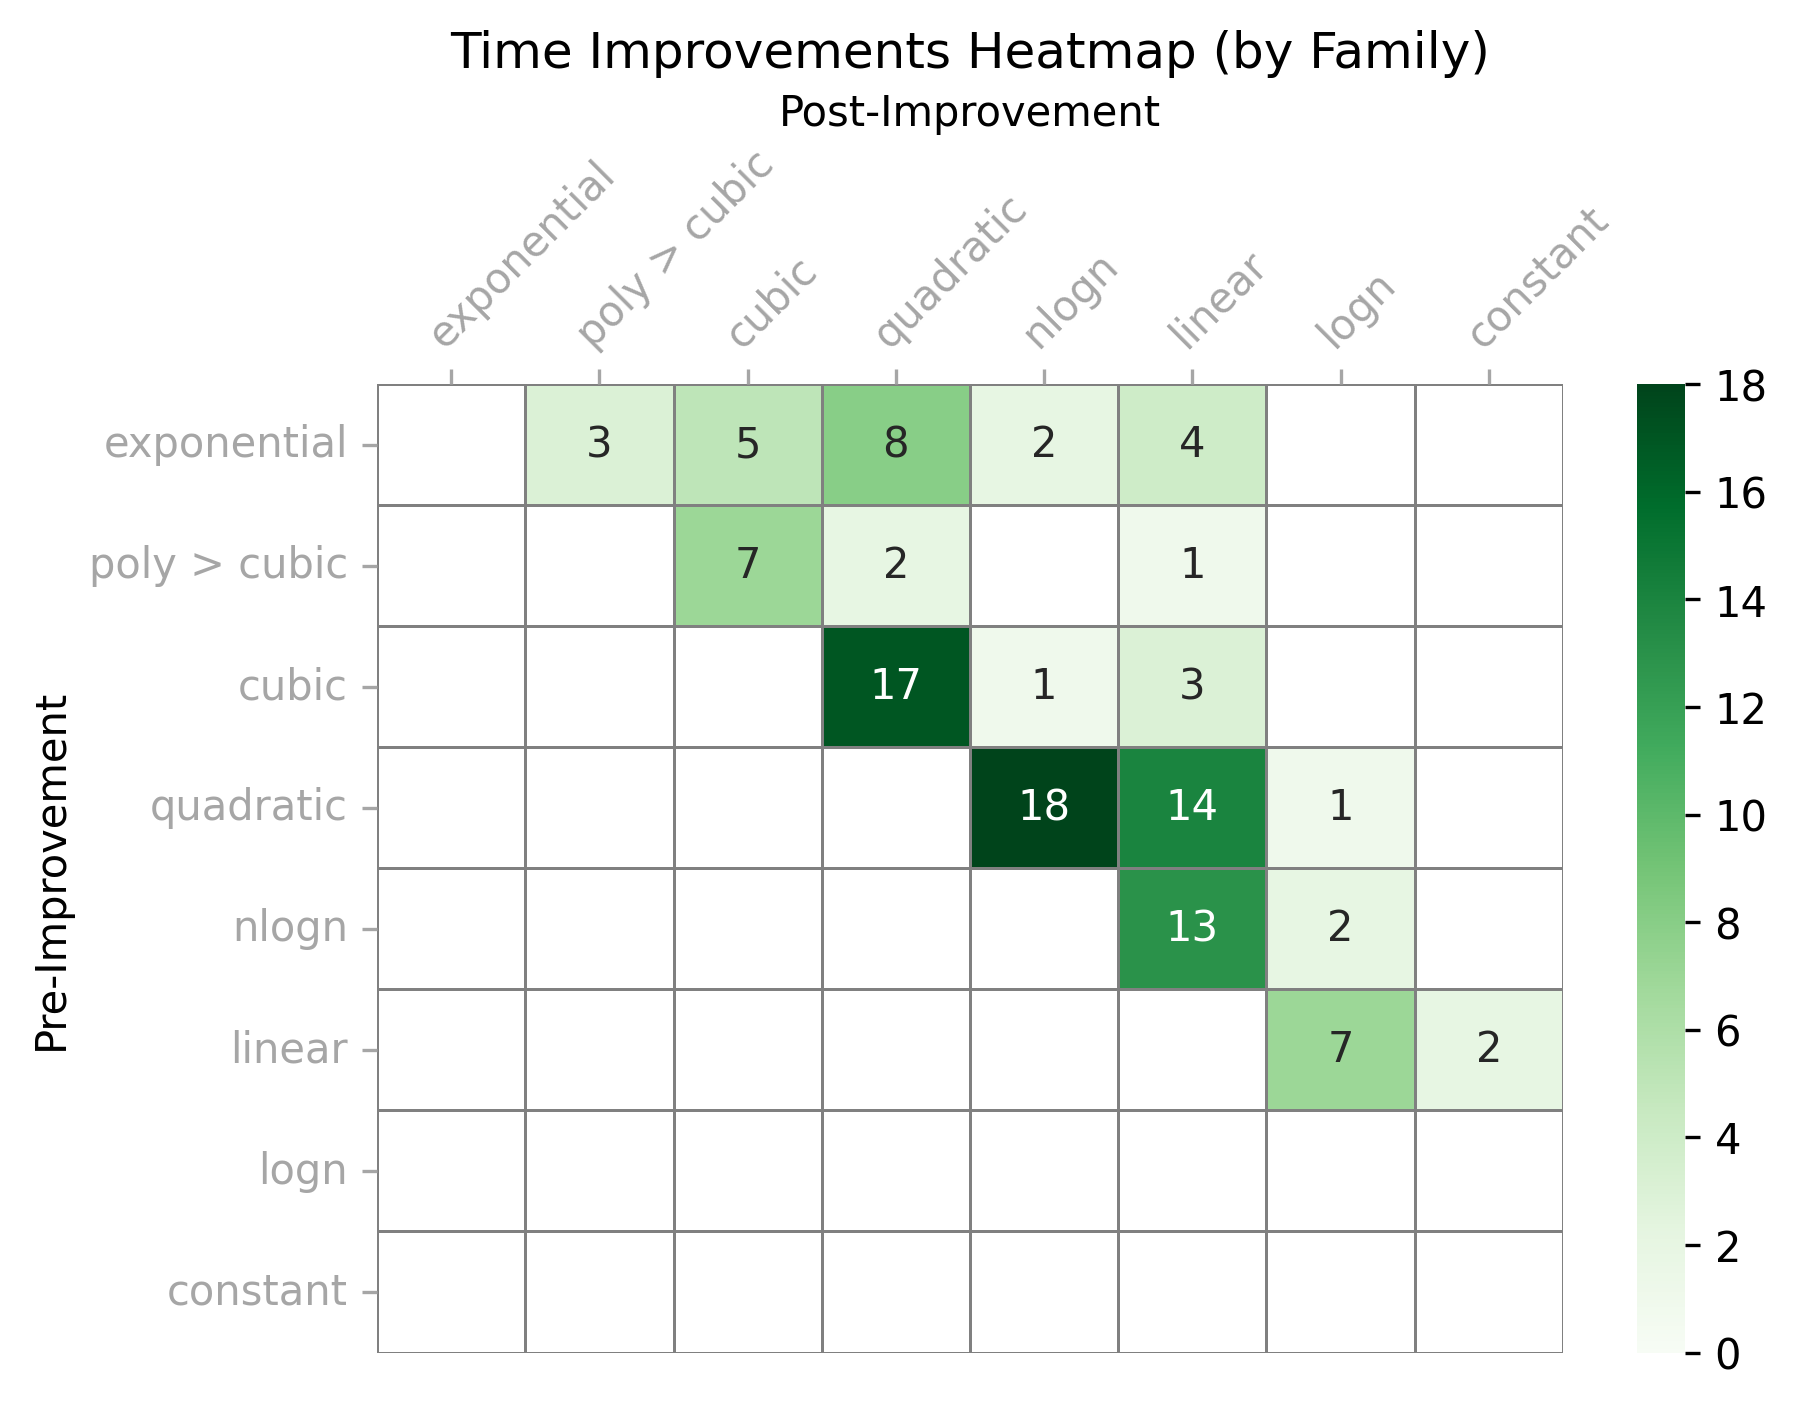 Time Improvements Heatmap (by Family)
Post-Improvement
exponential
poly > cubic
cubic
quadratic
nlogn
linear
logn
constant
Pre-Improvement
exponential 3 5 8 2 4
poly > cubic 7 2 1
cubic 17 1 3
quadratic 18 14 1
nlogn 13 2
linear 7 2
logn
constant
18
16
14
12
10
8
6
4
2
0